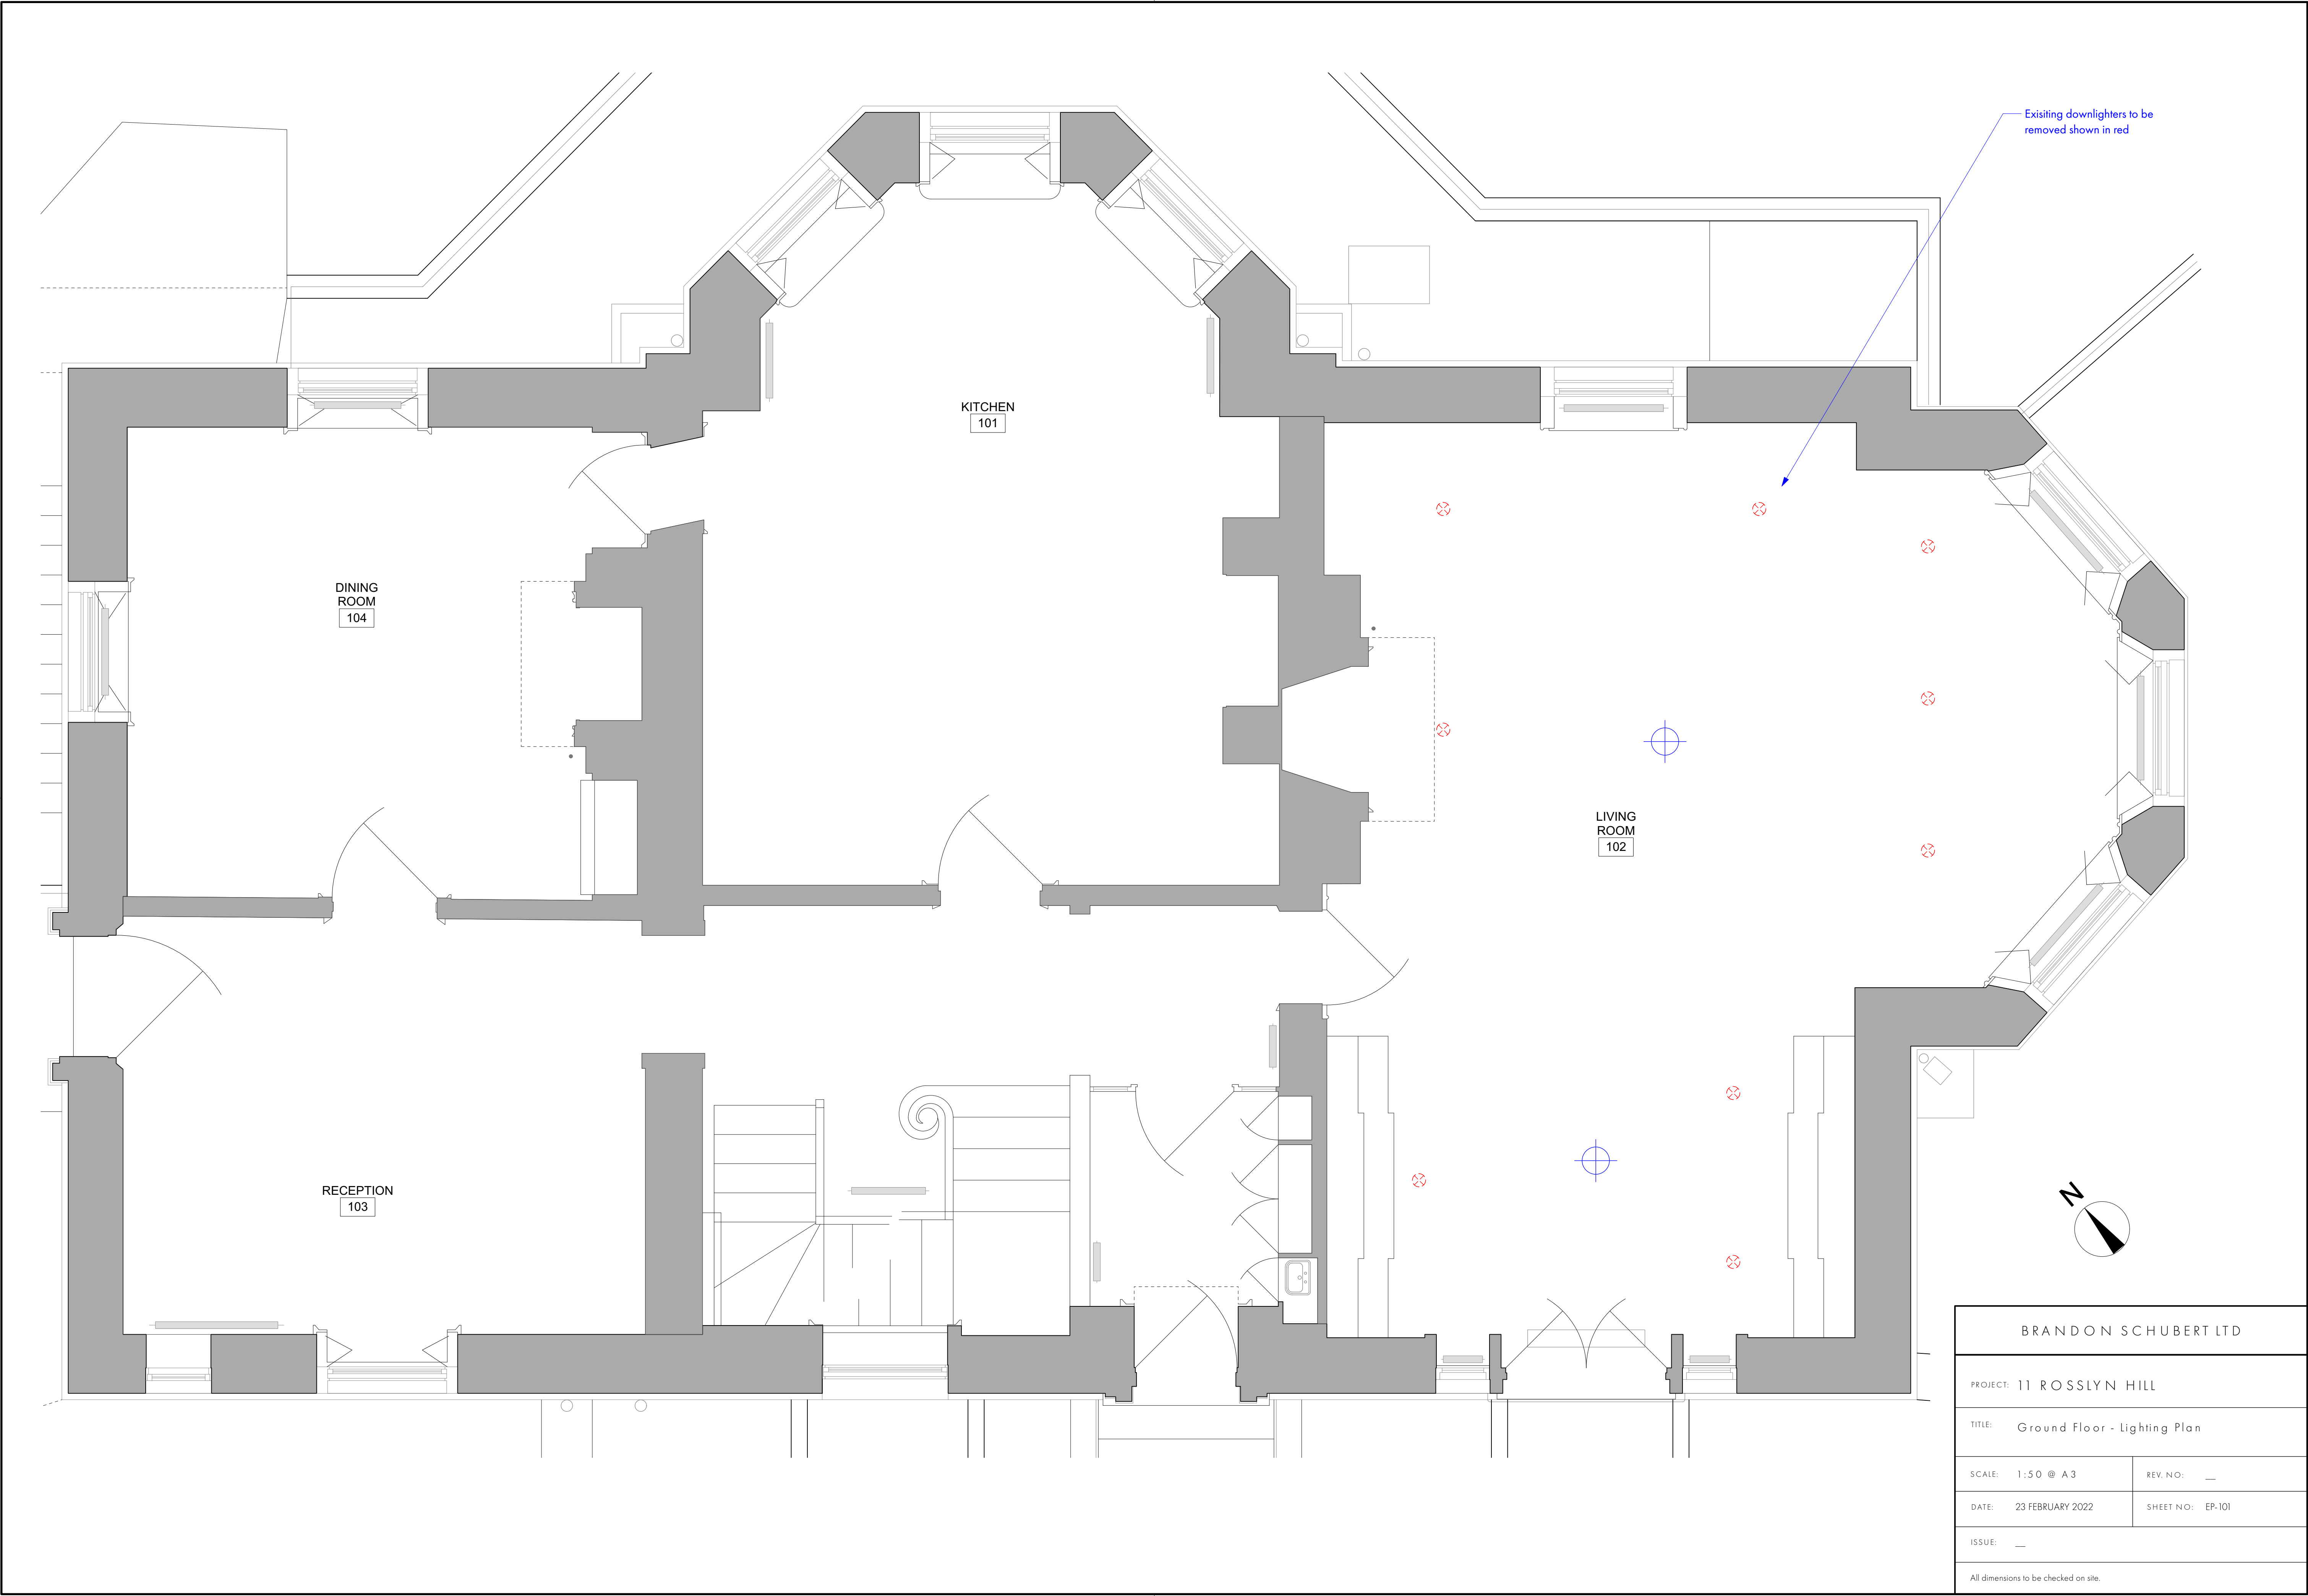 Exisiting downlighters to be
removed shown in red
KITCHEN
101
DINING
ROOM
104
LIVING
ROOM
102
RECEPTION
103
N
BRANDON SCHUBERT LTD
PROJECT: 11 ROSSLYN HILL
TITLE: Ground Floor - Lighting Plan
SCALE: 1:50 @ A3 REV. NO: __
DATE: 23 FEBRUARY 2022 SHEET NO: EP-101
ISSUE: __
All dimensions to be checked on site.